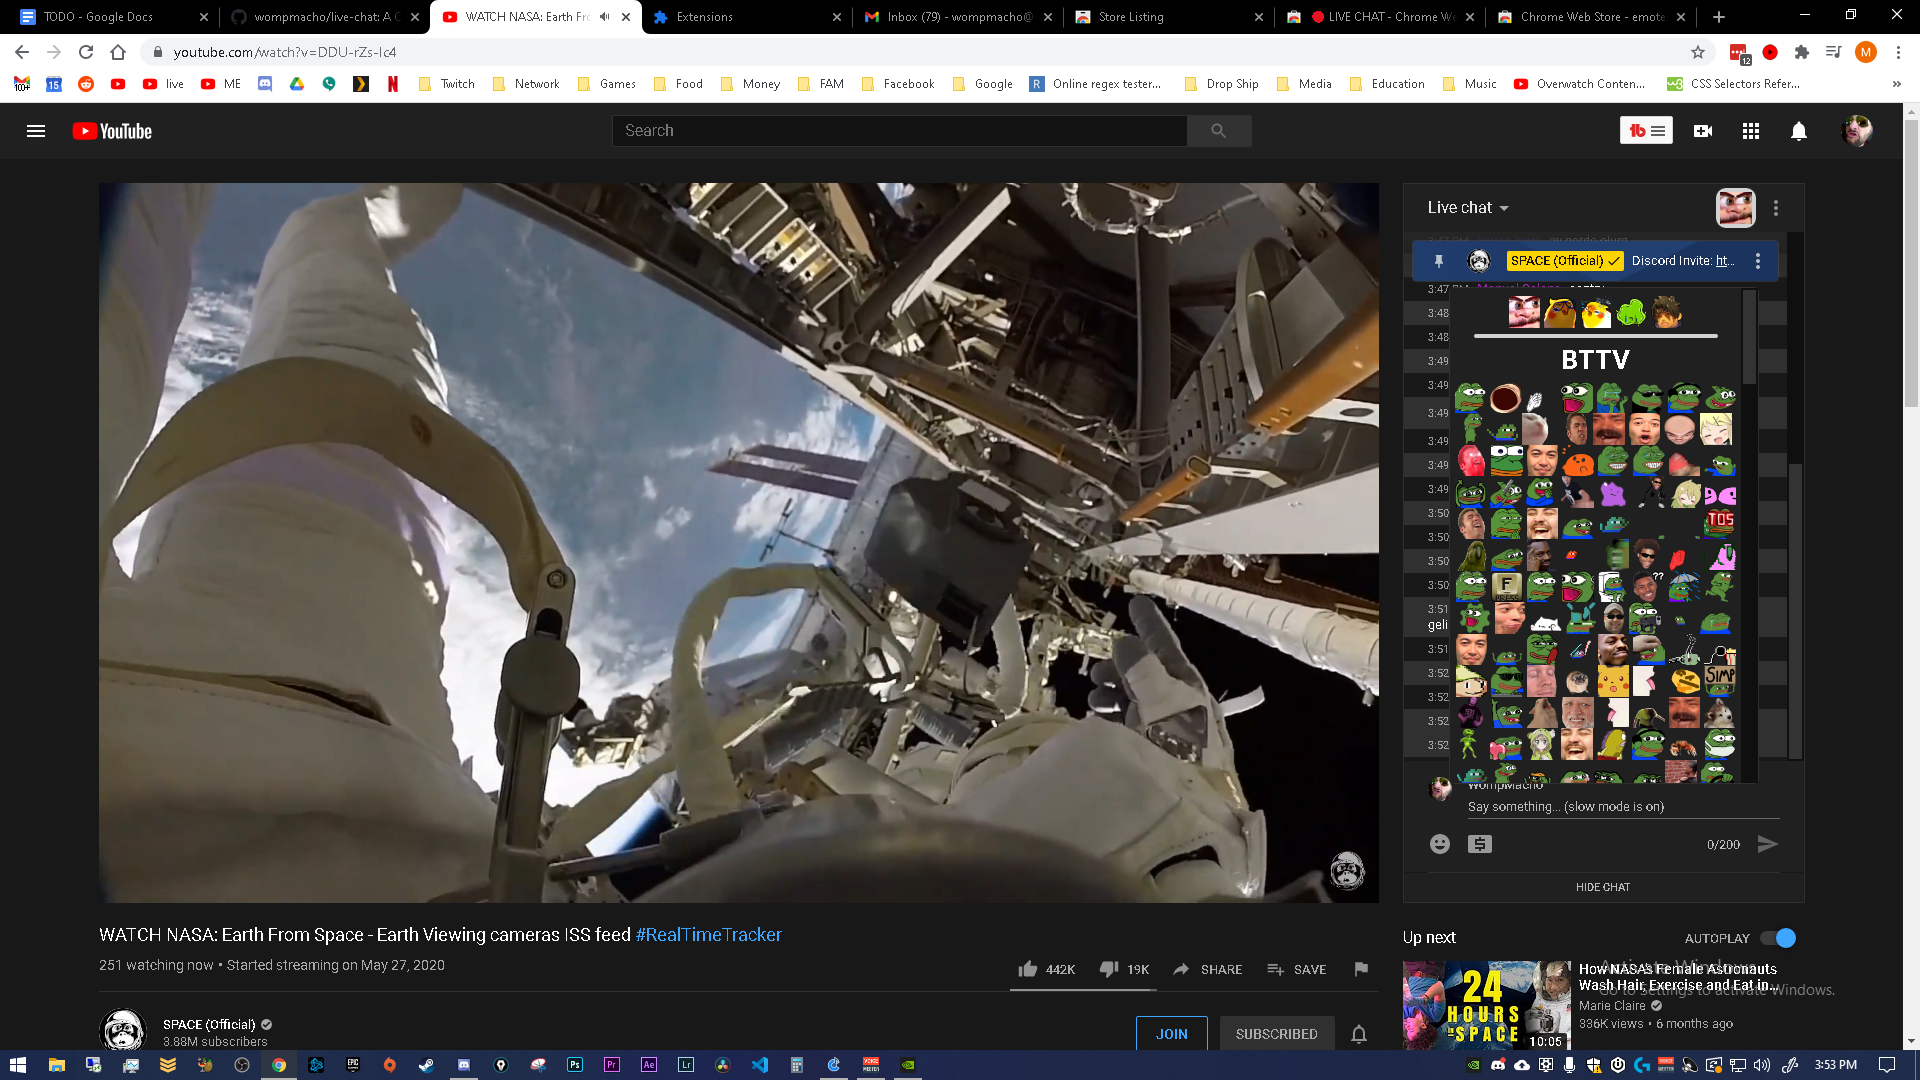 TODO - Google Docs
wompmacho/live-chat: A C
WATCH NASA: Earth Fr
Extensions
Inbox (79) - wompmacho@
Store Listing
LIVE CHAT - Chrome We
Chrome Web Store - emote
youtube.com/watch?v=DDU-rZs-Ic4
12
M
100+
15
live
ME
Twitch
Network
Games
Food
Money
FAM
Facebook
Google
R
Online regex tester...
Drop Ship
Media
Education
Music
Overwatch Conten...
CSS Selectors Refer...
YouTube
Search
Live chat
SPACE (Official)
Discord Invite: ht...
3:47
3:48
3:48
3:49
3:49
3:49
3:49
3:49
3:49
3:50
3:50
3:50
3:50
3:51
geli
3:51
3:52
3:52
3:52
3:52
BTTV
TOS
??
F
PRESS
SIMP
WompMacho
Say something... (slow mode is on)
0/200
HIDE CHAT
WATCH NASA: Earth From Space - Earth Viewing cameras ISS feed #RealTimeTracker
251 watching now • Started streaming on May 27, 2020
442K
19K
SHARE
SAVE
SPACE (Official)
3.88M subscribers
JOIN
SUBSCRIBED
Up next
AUTOPLAY
24
HOURS
IN SPACE
10:05
How NASA's Female Astronauts
Wash Hair, Exercise and Eat in...
Marie Claire
336K views • 6 months ago
Activate Windows
Go to Settings to activate Windows.
Ps
Pr
Ae
Lr
3:53 PM